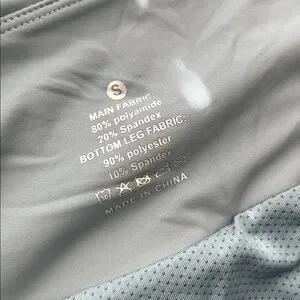 S
MAIN FABRIC:
80% polyamide
20% Spandex
BOTTOM LEG FABRIC:
90% polyester
10% Spandex
MADE IN CHINA